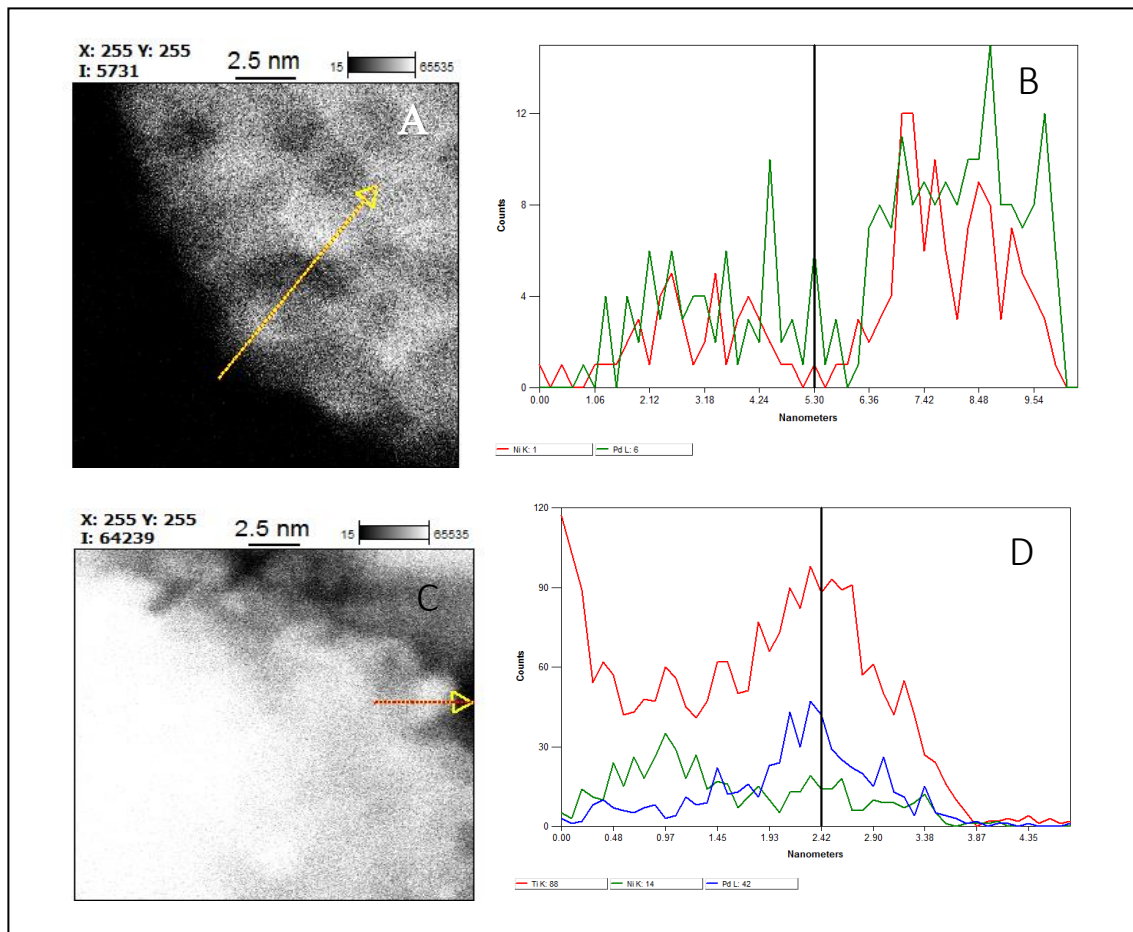 X: 255 Y: 255
I: 5731
2.5 nm
15 65535
A
B
12
8
4
0
Counts
0.00 1.06 2.12 3.18 4.24 5.30 6.36 7.42 8.48 9.54
Nanometers
Ni K: 1 Pd L: 6
X: 255 Y: 255
I: 64239
2.5 nm
15 65535
C
D
120
90
60
30
0
Counts
0.00 0.48 0.97 1.45 1.93 2.42 2.90 3.38 3.87 4.35
Nanometers
Ti K: 88 Ni K: 14 Pd L: 42